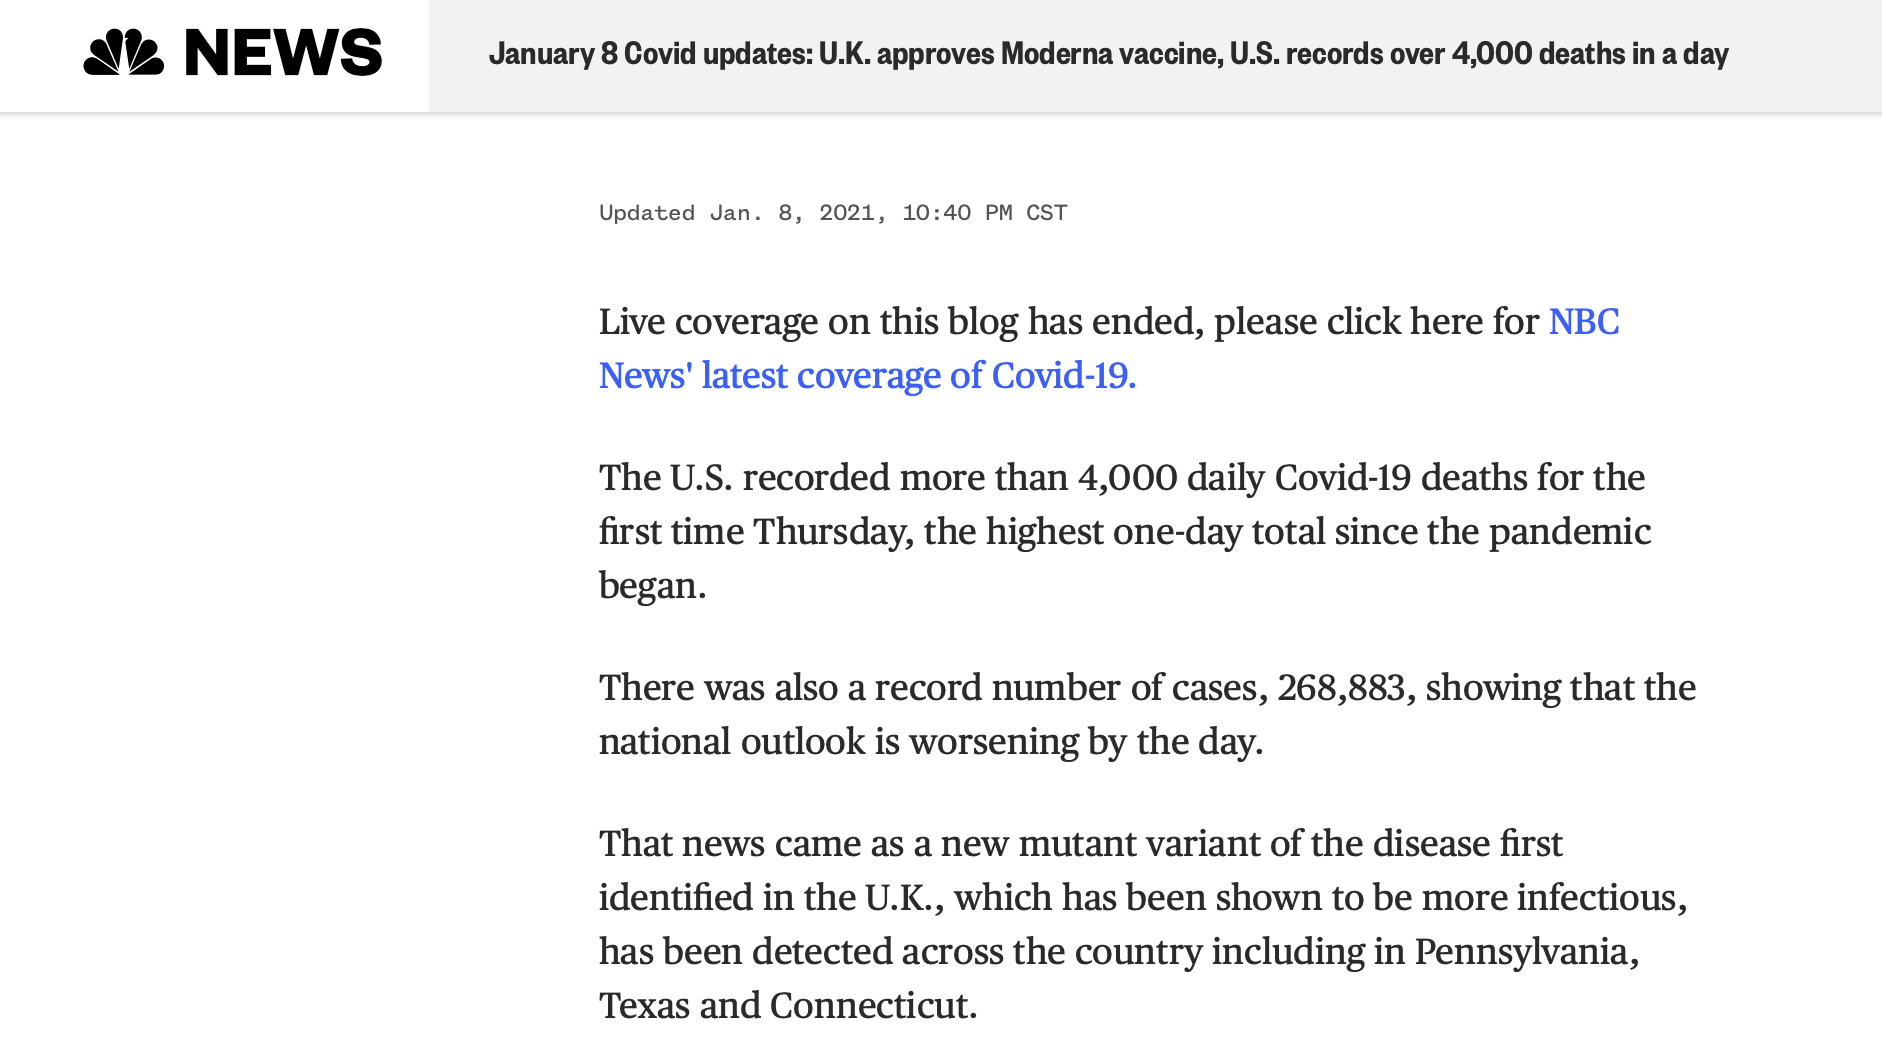 NEWS
January 8 Covid updates: U.K. approves Moderna vaccine, U.S. records over 4,000 deaths in a day
Updated Jan. 8, 2021, 10:40 PM CST
Live coverage on this blog has ended, please click here for NBC
News' latest coverage of Covid-19.
The U.S. recorded more than 4,000 daily Covid-19 deaths for the
first time Thursday, the highest one-day total since the pandemic
began.
There was also a record number of cases, 268,883, showing that the
national outlook is worsening by the day.
That news came as a new mutant variant of the disease first
identified in the U.K., which has been shown to be more infectious,
has been detected across the country including in Pennsylvania,
Texas and Connecticut.